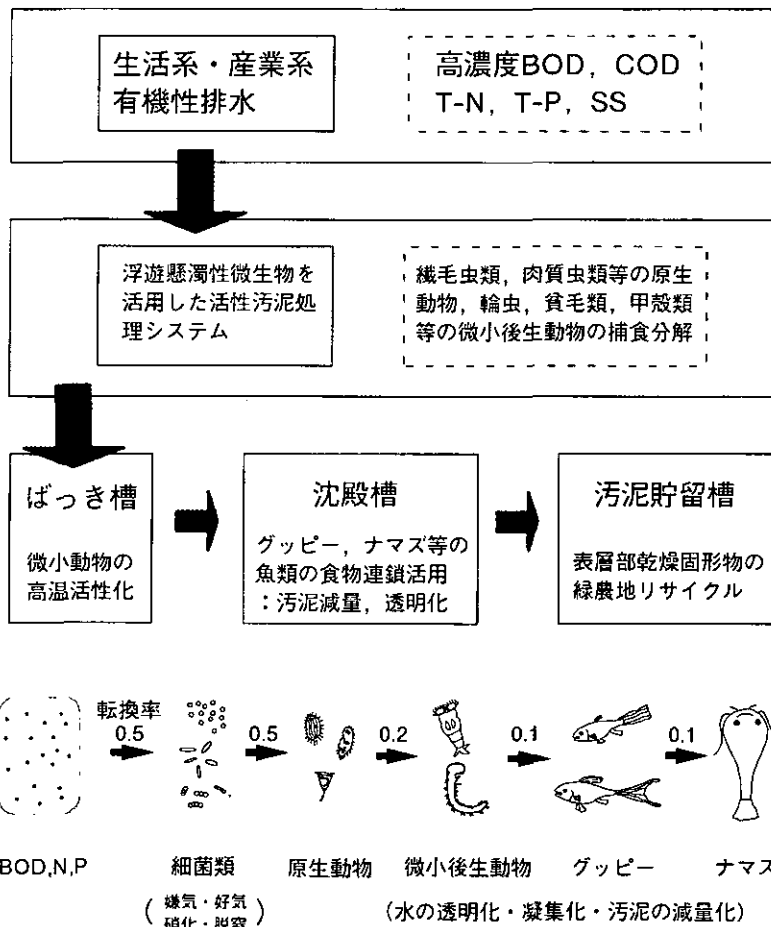 生活系・産業系
有機性排水
高濃度BOD，COD
T-N，T-P，SS
浮遊懸濁性微生物を
活用した活性汚泥処
理システム
繊毛虫類，肉質虫類等の原生
動物，輪虫，貧毛類，甲殻類
等の微小後生動物の捕食分解
ばっき槽
微小動物の
高温活性化
沈殿槽
グッピー，ナマズ等の
魚類の食物連鎖活用
：汚泥減量，透明化
汚泥貯留槽
表層部乾燥固形物の
緑農地リサイクル
転換率
0.5
0.5
0.2
0.1
0.1
BOD,N,P
細菌類
原生動物
微小後生動物
グッピー
ナマズ
(嫌気・好気
硝化・脱窒)
(水の透明化・凝集化・汚泥の減量化)